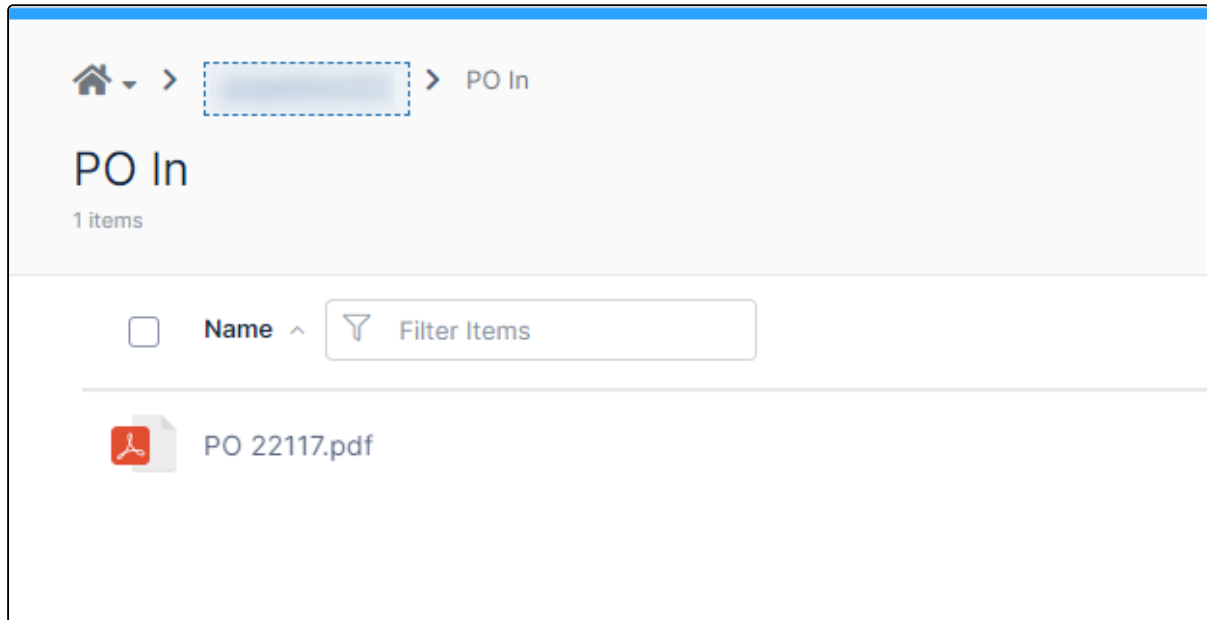 PO In
PO In
1 items
Name
Filter Items
PO 22117.pdf